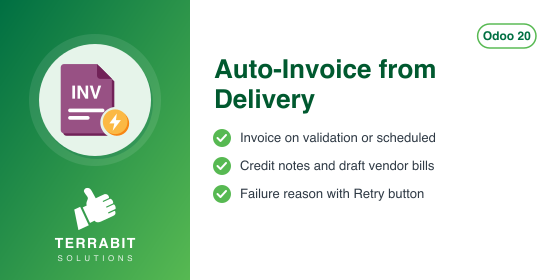 Odoo 20
INV
Auto-Invoice from
Delivery
Invoice on validation or scheduled
Credit notes and draft vendor bills
Failure reason with Retry button
TERRABIT
SOLUTIONS